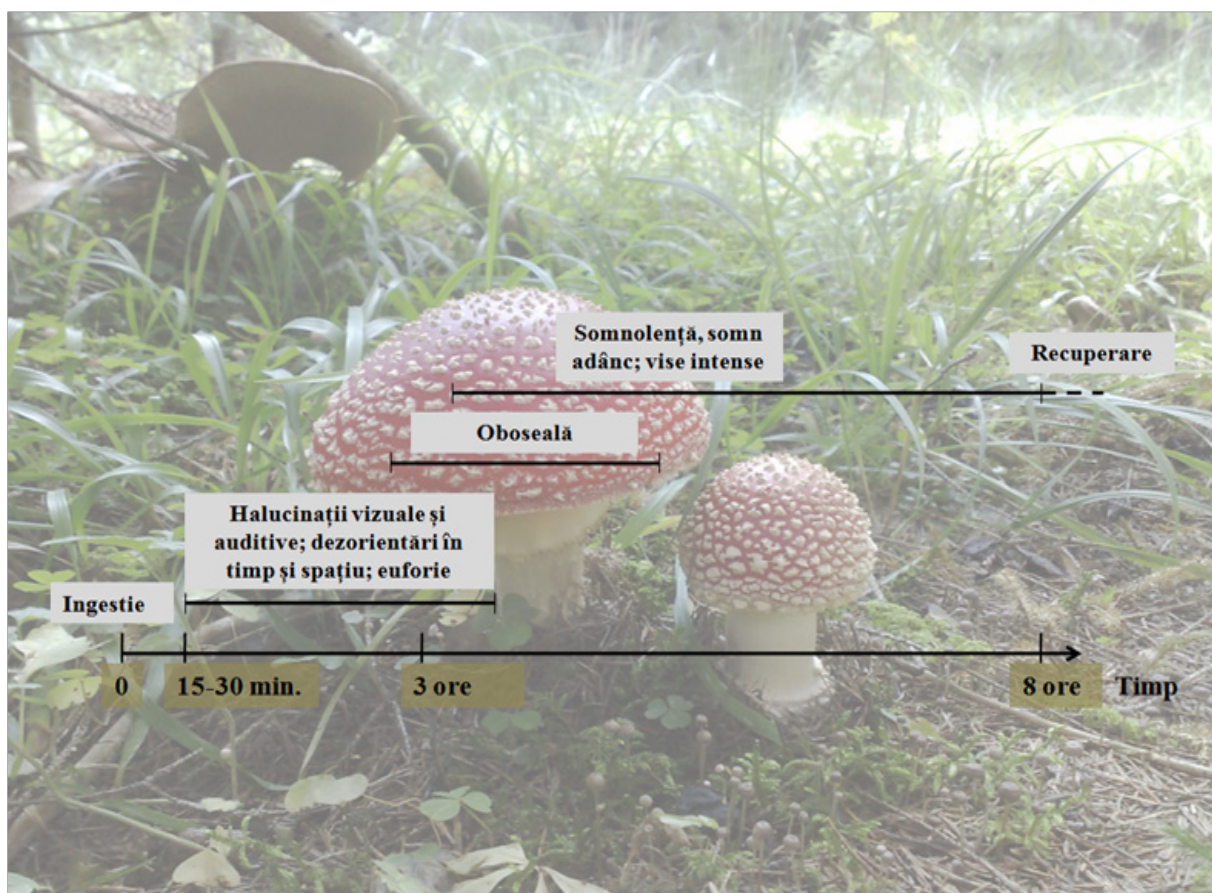 Somnolență, somn
adânc; vise intense
Recuperare
Oboseală
Halucinații vizuale și
auditive; dezorientări în
timp și spațiu; euforie
Ingestie
0
15-30 min.
3 ore
8 ore
Timp